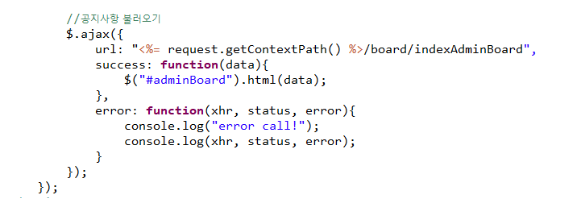 //공지사항 불러오기
$.ajax({
url: "<%= request.getContextPath() %>/board/indexAdminBoard",
success: function(data){
$("#adminBoard").html(data);
},
error: function(xhr, status, error){
console.log("error call!");
console.log(xhr, status, error);
}
});
});